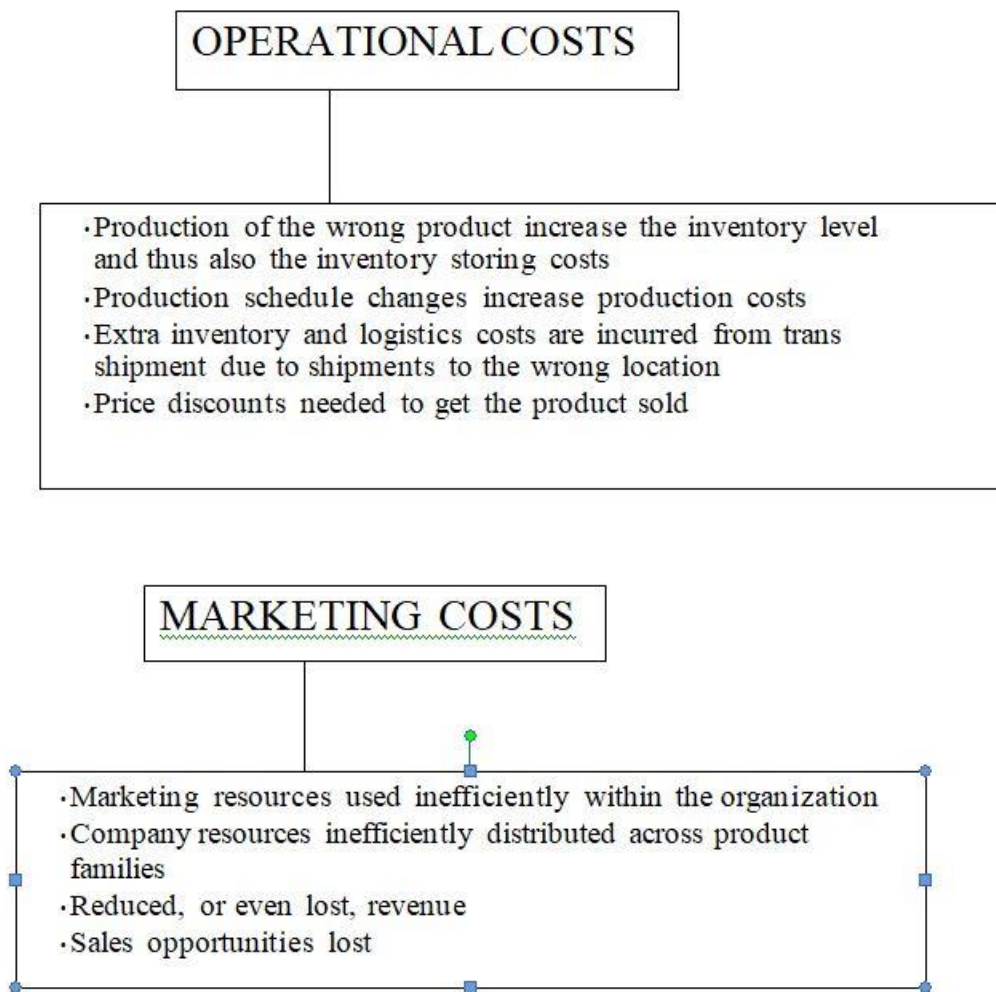 OPERATIONAL COSTS
·Production of the wrong product increase the inventory level
and thus also the inventory storing costs
·Production schedule changes increase production costs
·Extra inventory and logistics costs are incurred from trans
shipment due to shipments to the wrong location
·Price discounts needed to get the product sold
MARKETING COSTS
·Marketing resources used inefficiently within the organization
·Company resources inefficiently distributed across product
families
·Reduced, or even lost, revenue
·Sales opportunities lost